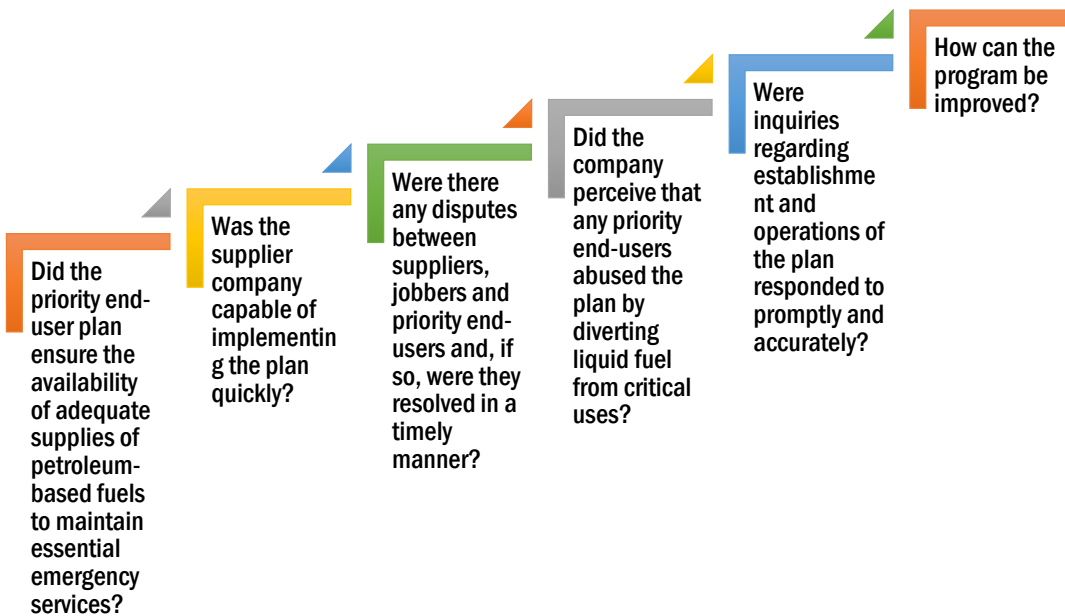 Did the
priority end-
user plan
ensure the
availability
of adequate
supplies of
petroleum-
based fuels
to maintain
essential
emergency
services?
Was the
supplier
company
capable of
implementin
g the plan
quickly?
Were there
any disputes
between
suppliers,
jobbers and
priority end-
users and, if
so, were they
resolved in a
timely
manner?
Did the
company
perceive that
any priority
end-users
abused the
plan by
diverting
liquid fuel
from critical
uses?
Were
inquiries
regarding
establishme
nt and
operations of
the plan
responded to
promptly and
accurately?
How can the
program be
improved?